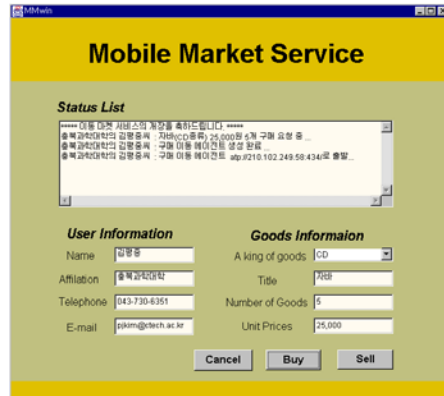 MMwin
Mobile Market Service
Status List
***** 이동 마켓 서비스의 개장을 축하드립니다. *****
충북과학대학의 김평중씨 : 자바(CD종류) 25,000원 5개 구매 요청 중 ...
충북과학대학의 김평중씨 : 구매 이동 에이전트 생성 완료 ...
충북과학대학의 김평중씨 : 구매 이동 에이전트 atp://210.102.249.58:434/로 출발...
User Information
Goods Informaion
Name 김평중
A king of goods CD
Affilation 충북과학대학
Title 자바
Telephone 043-730-6351
Number of Goods 5
E-mail pjkim@ctech.ac.kr
Unit Prices 25,000
Cancel Buy Sell